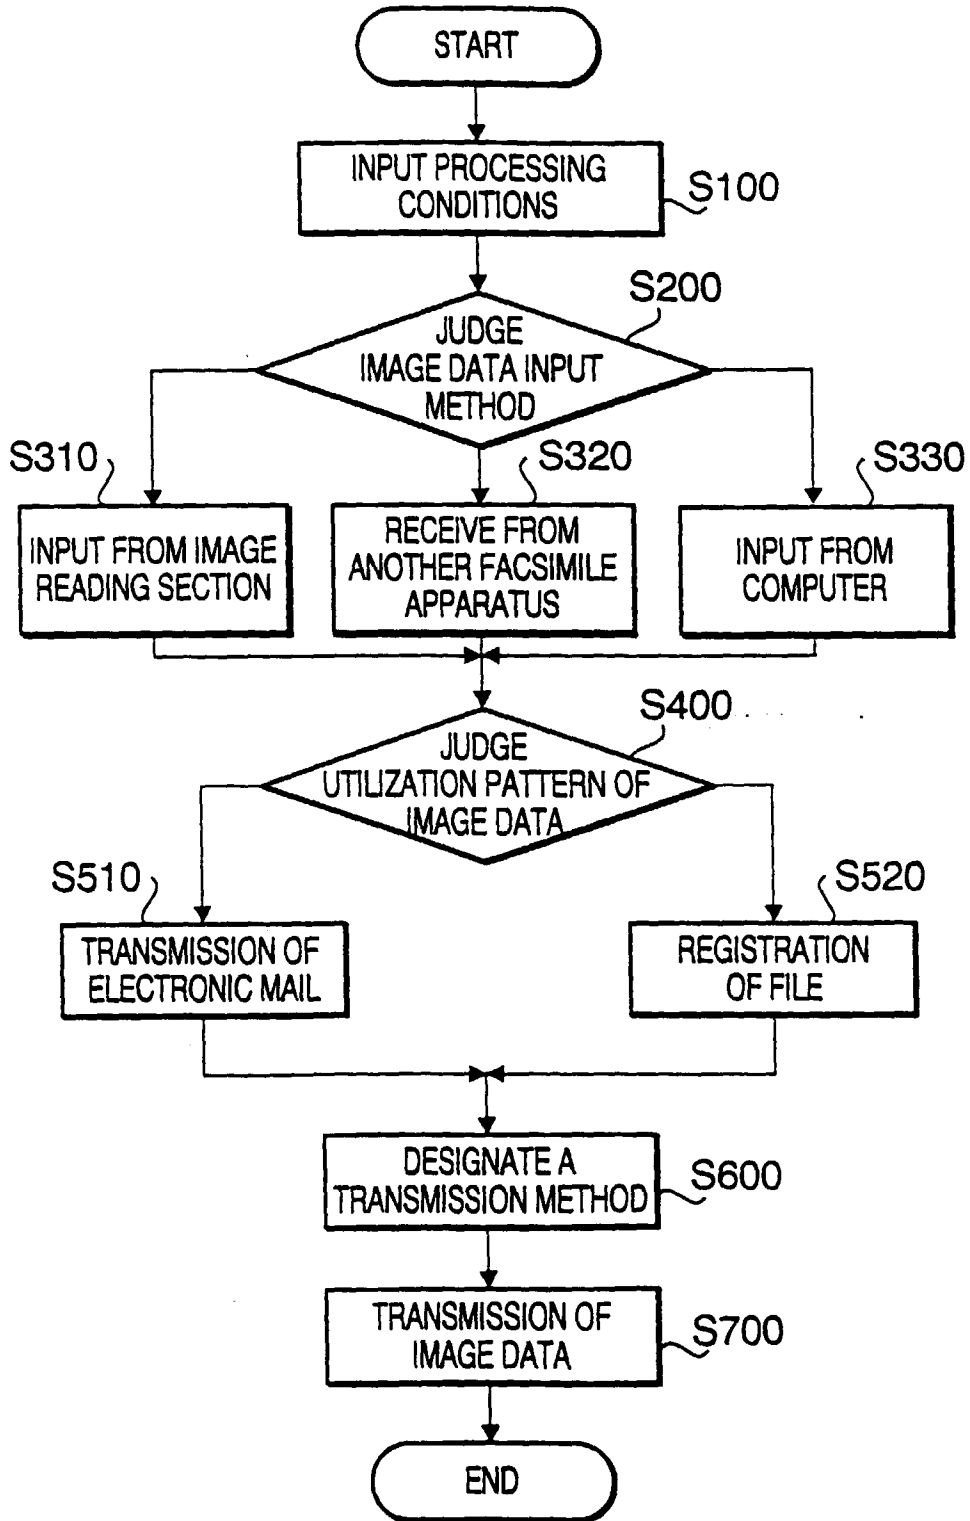 START
INPUT PROCESSING
CONDITIONS
S100
S200
JUDGE
IMAGE DATA INPUT
METHOD
S310
S320
S330
INPUT FROM IMAGE
READING SECTION
RECEIVE FROM
ANOTHER FACSIMILE
APPARATUS
INPUT FROM
COMPUTER
S400
JUDGE
UTILIZATION PATTERN OF
IMAGE DATA
S510
S520
TRANSMISSION OF
ELECTRONIC MAIL
REGISTRATION
OF FILE
DESIGNATE A
TRANSMISSION METHOD
S600
TRANSMISSION OF
IMAGE DATA
S700
END